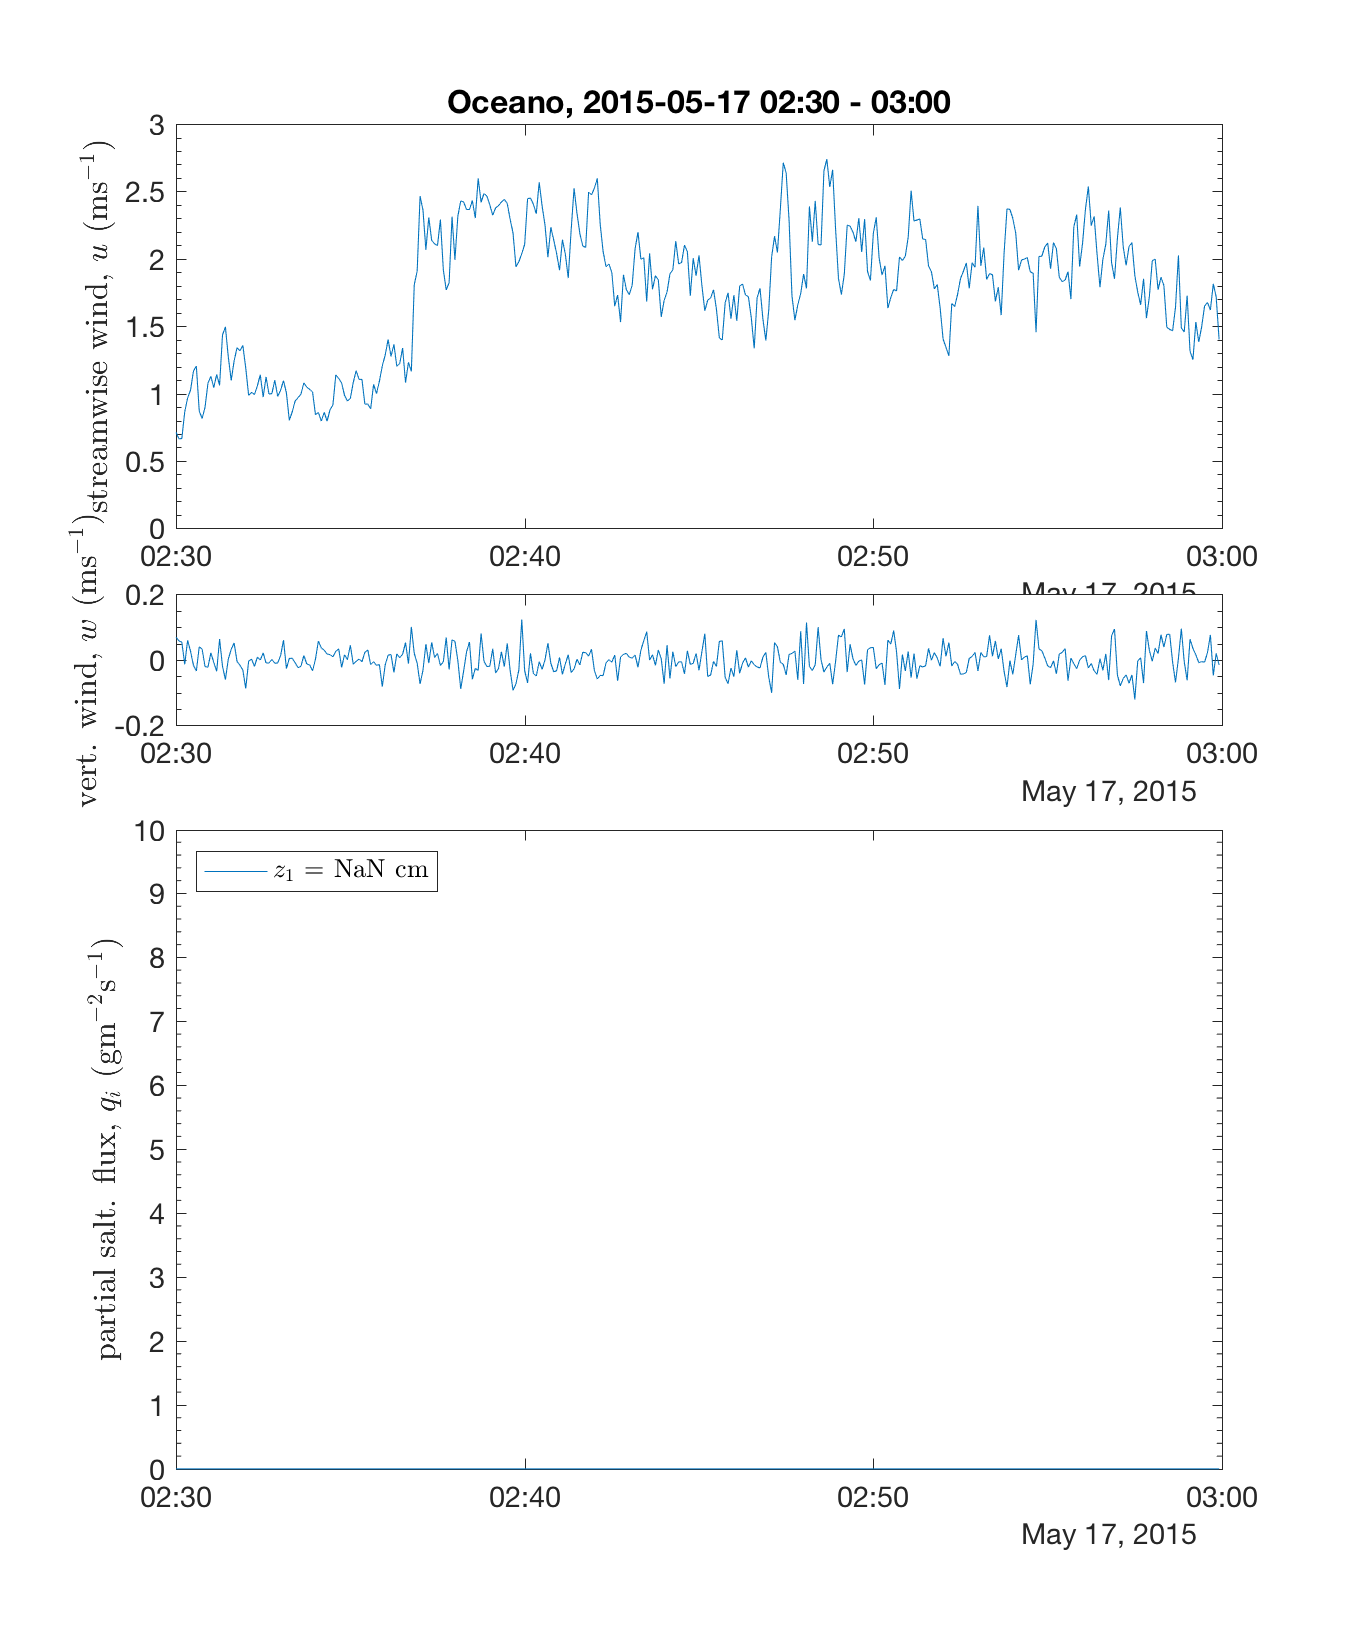 Oceano, 2015-05-17 02:30 - 03:00
streamwise wind, u (ms⁻¹)
3
2.5
2
1.5
1
0.5
0
02:30 02:40 02:50 03:00
May 17, 2015
vert. wind, w (ms⁻¹)
0.2
0
-0.2
02:30 02:40 02:50 03:00
May 17, 2015
partial salt. flux, qᵢ (gm⁻²s⁻¹)
10
9
8
7
6
5
4
3
2
1
0
z₁ = NaN cm
02:30 02:40 02:50 03:00
May 17, 2015